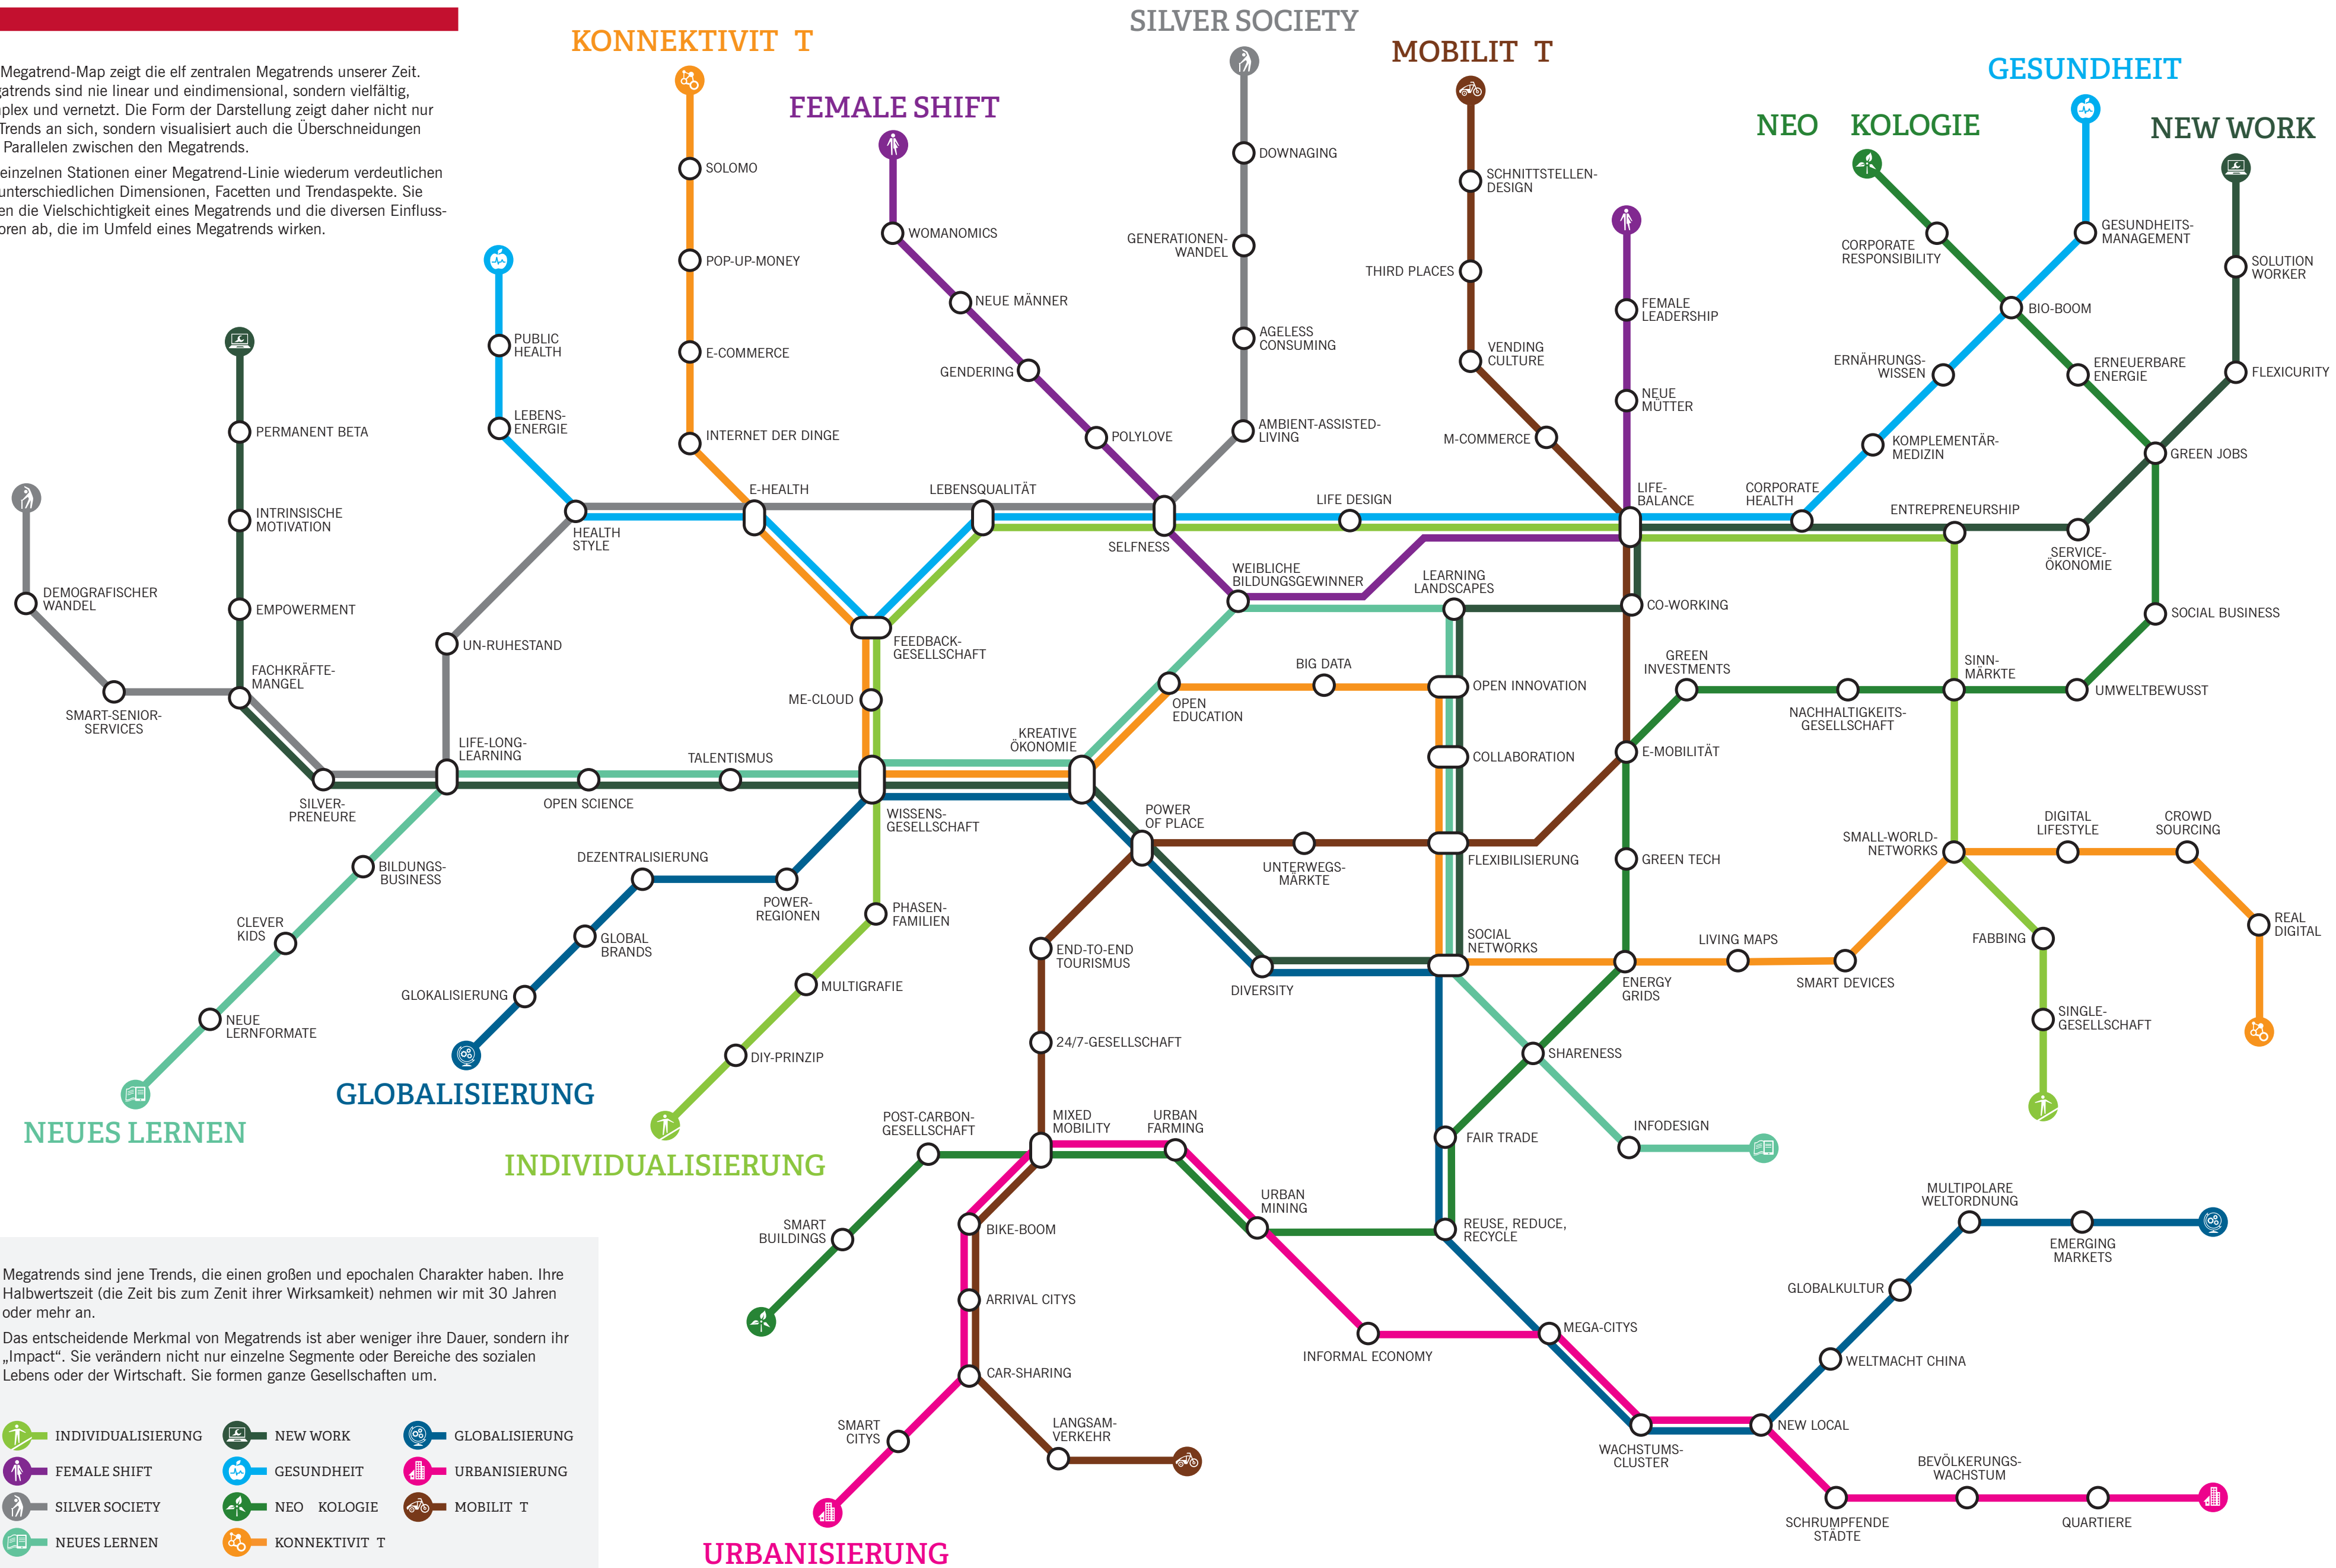 Megatrend-Map zeigt die elf zentralen Megatrends unserer Zeit.
gatrends sind nie linear und eindimensional, sondern vielfältig,
plex und vernetzt. Die Form der Darstellung zeigt daher nicht nur
Trends an sich, sondern visualisiert auch die Überschneidungen
Parallelen zwischen den Megatrends.
einzelnen Stationen einer Megatrend-Linie wiederum verdeutlichen
unterschiedlichen Dimensionen, Facetten und Trendaspekte. Sie
en die Vielschichtigkeit eines Megatrends und die diversen Einfluss-
oren ab, die im Umfeld eines Megatrends wirken.
KONNEKTIVIT T
FEMALE SHIFT
SILVER SOCIETY
MOBILIT T
NEO KOLOGIE
GESUNDHEIT
NEW WORK
SOLOMO
POP-UP-MONEY
E-COMMERCE
INTERNET DER DINGE
WOMANOMICS
NEUE MÄNNER
GENDERING
POLYLOVE
DOWNAGING
GENERATIONEN-
WANDEL
AGELESS
CONSUMING
AMBIENT-ASSISTED-
LIVING
SCHNITTSTELLEN-
DESIGN
THIRD PLACES
VENDING
CULTURE
M-COMMERCE
FEMALE
LEADERSHIP
NEUE
MÜTTER
CORPORATE
RESPONSIBILITY
GESUNDHEITS-
MANAGEMENT
BIO-BOOM
SOLUTION
WORKER
ERNÄHRUNGS-
WISSEN
ERNEUERBARE
ENERGIE
FLEXICURITY
KOMPLEMENTÄR-
MEDIZIN
GREEN JOBS
PUBLIC
HEALTH
LEBENS-
ENERGIE
PERMANENT BETA
INTRINSISCHE
MOTIVATION
EMPOWERMENT
FACHKRÄFTE-
MANGEL
DEMOGRAFISCHER
WANDEL
SMART-SENIOR-
SERVICES
HEALTH
STYLE
E-HEALTH
LEBENSQUALITÄT
SELFNESS
LIFE DESIGN
LIFE-
BALANCE
CORPORATE
HEALTH
ENTREPRENEURSHIP
SERVICE-
ÖKONOMIE
UN-RUHESTAND
FEEDBACK-
GESELLSCHAFT
WEIBLICHE
BILDUNGSGEWINNER
LEARNING
LANDSCAPES
CO-WORKING
SOCIAL BUSINESS
ME-CLOUD
OPEN
EDUCATION
BIG DATA
OPEN INNOVATION
GREEN
INVESTMENTS
NACHHALTIGKEITS-
GESELLSCHAFT
SINN-
MÄRKTE
UMWELTBEWUSST
SILVER-
PRENEURE
LIFE-LONG-
LEARNING
OPEN SCIENCE
TALENTISMUS
WISSENS-
GESELLSCHAFT
KREATIVE
ÖKONOMIE
COLLABORATION
E-MOBILITÄT
POWER
OF PLACE
UNTERWEGS-
MÄRKTE
FLEXIBILISIERUNG
GREEN TECH
SMALL-WORLD-
NETWORKS
DIGITAL
LIFESTYLE
CROWD
SOURCING
BILDUNGS-
BUSINESS
CLEVER
KIDS
NEUE
LERNFORMATE
DEZENTRALISIERUNG
POWER-
REGIONEN
GLOBAL
BRANDS
GLOKALISIERUNG
PHASEN-
FAMILIEN
MULTIGRAFIE
DIY-PRINZIP
END-TO-END
TOURISMUS
24/7-GESELLSCHAFT
DIVERSITY
SOCIAL
NETWORKS
ENERGY
GRIDS
LIVING MAPS
SMART DEVICES
FABBING
REAL
DIGITAL
SINGLE-
GESELLSCHAFT
SHARENESS
FAIR TRADE
INFODESIGN
NEUES LERNEN
GLOBALISIERUNG
INDIVIDUALISIERUNG
POST-CARBON-
GESELLSCHAFT
MIXED
MOBILITY
URBAN
FARMING
URBAN
MINING
REUSE, REDUCE,
RECYCLE
SMART
BUILDINGS
BIKE-BOOM
ARRIVAL CITYS
CAR-SHARING
SMART
CITYS
LANGSAM-
VERKEHR
URBANISIERUNG
INFORMAL ECONOMY
MEGA-CITYS
WACHSTUMS-
CLUSTER
NEW LOCAL
WELTMACHT CHINA
GLOBALKULTUR
MULTIPOLARE
WELTORDNUNG
EMERGING
MARKETS
SCHRUMPFENDE
STÄDTE
BEVÖLKERUNGS-
WACHSTUM
QUARTIERE
Megatrends sind jene Trends, die einen großen und epochalen Charakter haben. Ihre
Halbwertszeit (die Zeit bis zum Zenit ihrer Wirksamkeit) nehmen wir mit 30 Jahren
oder mehr an.
Das entscheidende Merkmal von Megatrends ist aber weniger ihre Dauer, sondern ihr
„Impact“. Sie verändern nicht nur einzelne Segmente oder Bereiche des sozialen
Lebens oder der Wirtschaft. Sie formen ganze Gesellschaften um.
INDIVIDUALISIERUNG
FEMALE SHIFT
SILVER SOCIETY
NEUES LERNEN
NEW WORK
GESUNDHEIT
NEO KOLOGIE
KONNEKTIVIT T
GLOBALISIERUNG
URBANISIERUNG
MOBILIT T